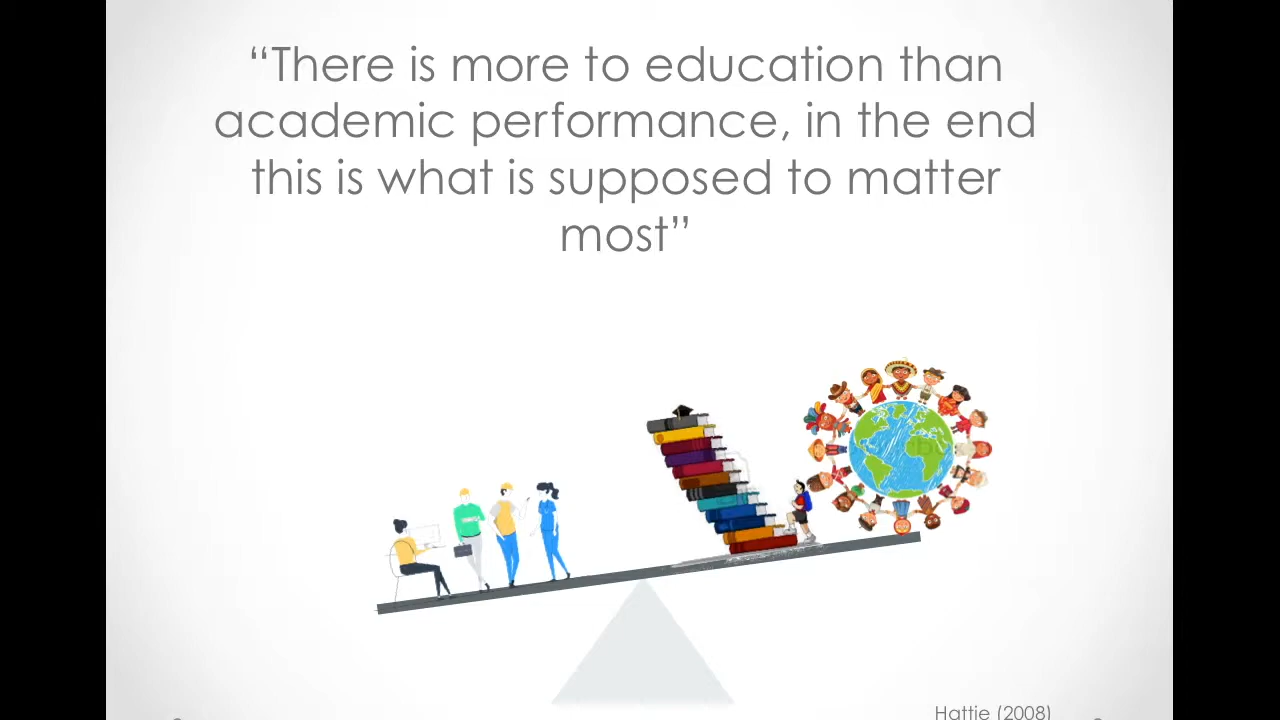 “There is more to education than
academic performance, in the end
this is what is supposed to matter
most”
Hattie (2008)